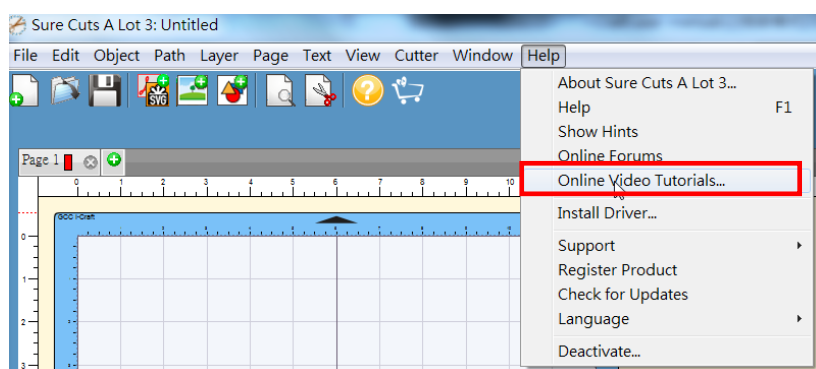 Sure Cuts A Lot 3: Untitled
File Edit Object Path Layer Page Text View Cutter Window Help
SVG
About Sure Cuts A Lot 3...
Help F1
Show Hints
Online Forums
Online Video Tutorials...
Install Driver...
Support
Register Product
Check for Updates
Language
Deactivate...
Page 1
0 1 2 3 4 5 6 7 8 9 10
GCC i-Craft
0
1
2
3